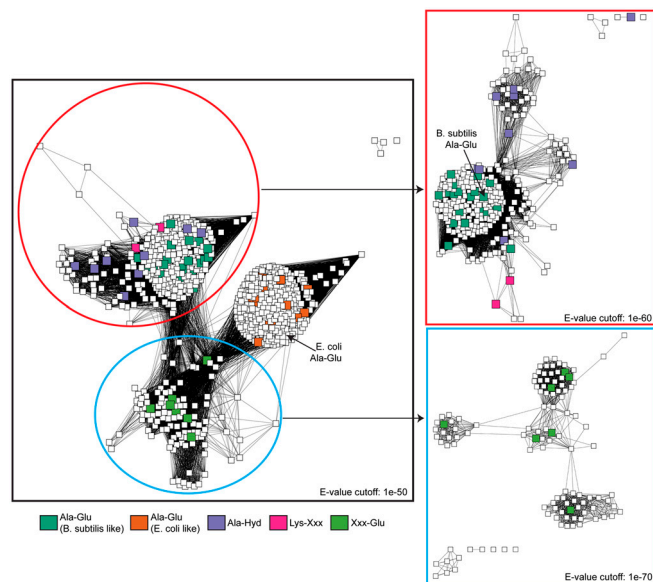 B. subtilis
Ala-Glu
E-value cutoff: 1e-60
E. coli
Ala-Glu
E-value cutoff: 1e-50
E-value cutoff: 1e-70
Ala-Glu
(B. subtilis like)
Ala-Glu
(E. coli like)
Ala-Hyd
Lys-Xxx
Xxx-Glu